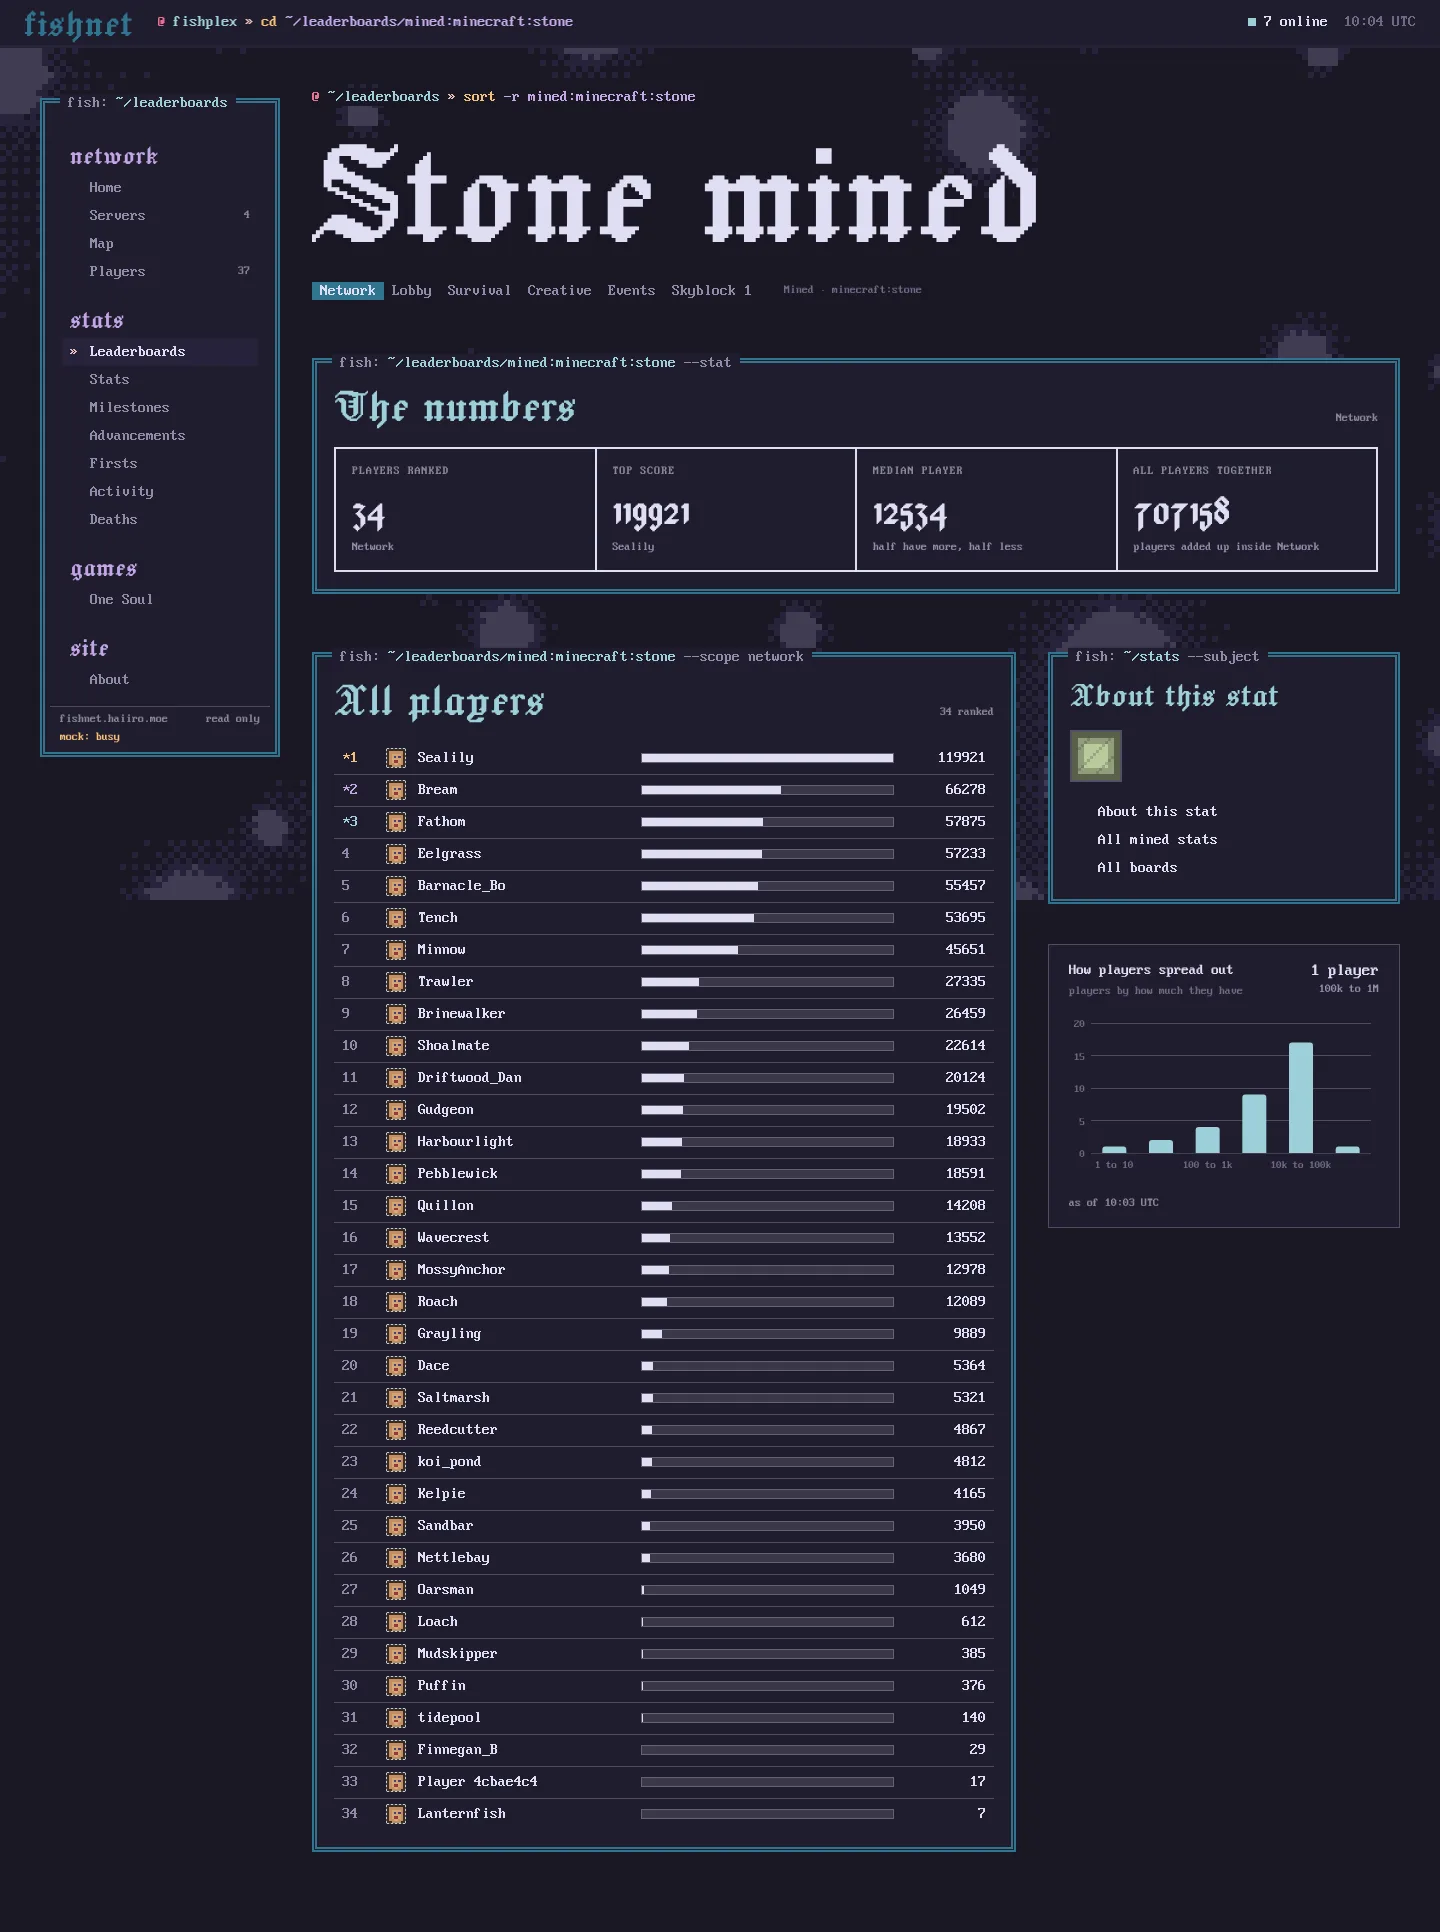 fishnet
@ fishplex » cd ~/leaderboards/mined:minecraft:stone
7 online 10:04 UTC
fish: ~/leaderboards
network
Home
Servers 4
Map
Players 37
stats
» Leaderboards
Stats
Milestones
Advancements
Firsts
Activity
Deaths
games
One Soul
site
About
fishnet.haiiro.moe read only
mock: busy
@ ~/leaderboards » sort -r mined:minecraft:stone
Stone mined
Network Lobby Survival Creative Events Skyblock 1 Mined · minecraft:stone
fish: ~/leaderboards/mined:minecraft:stone --stat
The numbers
Network
PLAYERS RANKED
34
Network
TOP SCORE
119921
Sealily
MEDIAN PLAYER
12534
half have more, half less
ALL PLAYERS TOGETHER
707158
players added up inside Network
fish: ~/leaderboards/mined:minecraft:stone --scope network
All players
34 ranked
*1 Sealily 119921
*2 Bream 66278
*3 Fathom 57875
4 Eelgrass 57233
5 Barnacle_Bo 55457
6 Tench 53695
7 Minnow 45651
8 Trawler 27335
9 Brinewalker 26459
10 Shoalmate 22614
11 Driftwood_Dan 20124
12 Gudgeon 19502
13 Harbourlight 18933
14 Pebblewick 18591
15 Quillon 14208
16 Wavecrest 13552
17 MossyAnchor 12978
18 Roach 12089
19 Grayling 9889
20 Dace 5364
21 Saltmarsh 5321
22 Reedcutter 4867
23 koi_pond 4812
24 Kelpie 4165
25 Sandbar 3950
26 Nettlebay 3680
27 Oarsman 1049
28 Loach 612
29 Mudskipper 385
30 Puffin 376
31 tidepool 140
32 Finnegan_B 29
33 Player 4cbae4c4 17
34 Lanternfish 7
fish: ~/stats --subject
About this stat
About this stat
All mined stats
All boards
How players spread out 1 player
players by how much they have 100k to 1M
20
15
10
5
0
1 to 10 100 to 1k 10k to 100k
as of 10:03 UTC